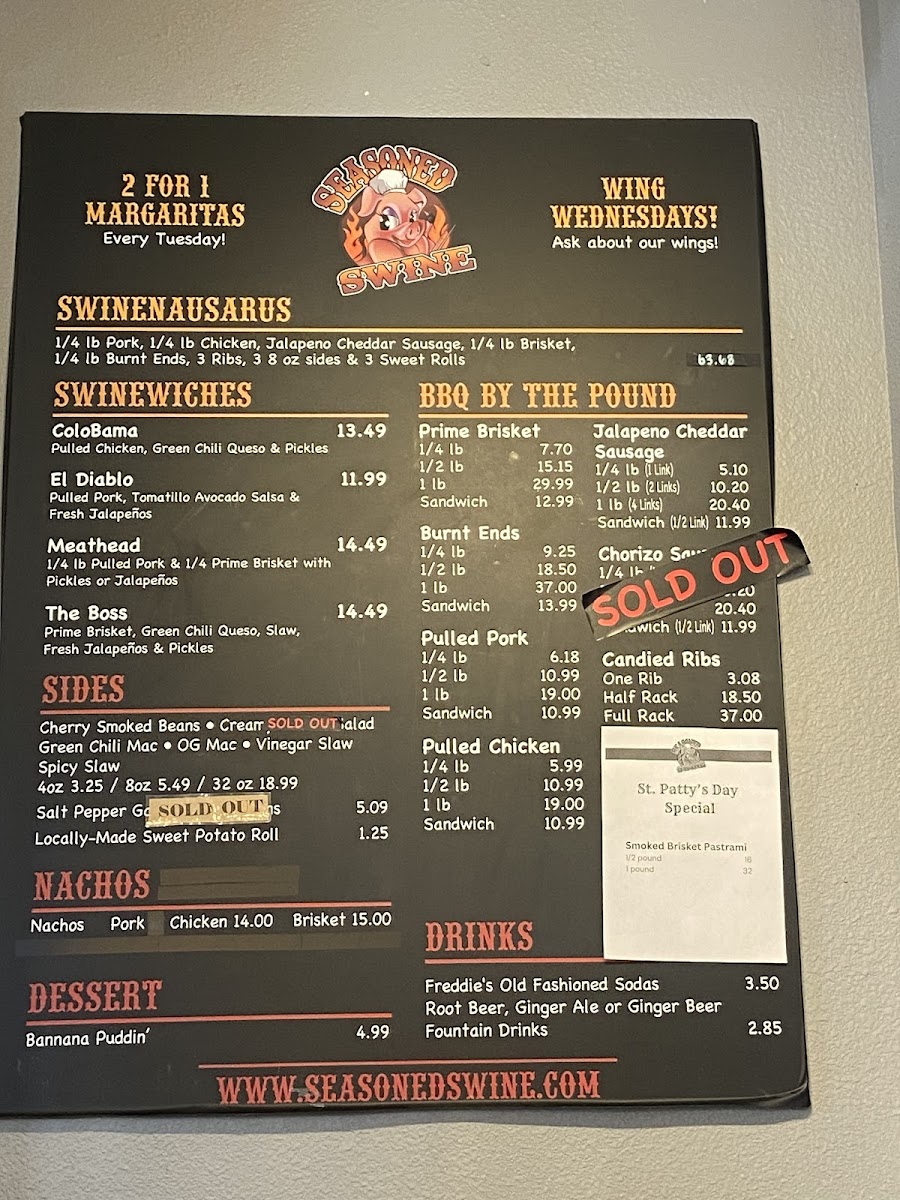 2 FOR 1
MARGARITAS
Every Tuesday!
SEASONED
SWINE
WING
WEDNESDAYS!
Ask about our wings!
SWINENAUSARUS
1/4 lb Pork, 1/4 lb Chicken, Jalapeno Cheddar Sausage, 1/4 lb Brisket,
1/4 lb Burnt Ends, 3 Ribs, 3 8 oz sides & 3 Sweet Rolls 63.68
SWINEWICHES
ColoBama 13.49
Pulled Chicken, Green Chili Queso & Pickles
El Diablo 11.99
Pulled Pork, Tomatillo Avocado Salsa &
Fresh Jalapeños
Meathead 14.49
1/4 lb Pulled Pork & 1/4 Prime Brisket with
Pickles or Jalapeños
The Boss 14.49
Prime Brisket, Green Chili Queso, Slaw,
Fresh Jalapeños & Pickles
SIDES
Cherry Smoked Beans • Cream SOLD OUT alad
Green Chili Mac • OG Mac • Vinegar Slaw
Spicy Slaw
4oz 3.25 / 8oz 5.49 / 32 oz 18.99
Salt Pepper Ga SOLD OUT ns 5.09
Locally-Made Sweet Potato Roll 1.25
NACHOS
Nachos Pork Chicken 14.00 Brisket 15.00
DESSERT
Bannana Puddin' 4.99
BBQ BY THE POUND
Prime Brisket
1/4 lb 7.70
1/2 lb 15.15
1 lb 29.99
Sandwich 12.99
Burnt Ends
1/4 lb 9.25
1/2 lb 18.50
1 lb 37.00
Sandwich 13.99
Pulled Pork
1/4 lb 6.18
1/2 lb 10.99
1 lb 19.00
Sandwich 10.99
Pulled Chicken
1/4 lb 5.99
1/2 lb 10.99
1 lb 19.00
Sandwich 10.99
Jalapeno Cheddar
Sausage
1/4 lb (1 Link) 5.10
1/2 lb (2 Links) 10.20
1 lb (4 Links) 20.40
Sandwich (1/2 Link) 11.99
Chorizo Sau
1/4 lb
SOLD OUT
.20
20.40
dwich (1/2 Link) 11.99
Candied Ribs
One Rib 3.08
Half Rack 18.50
Full Rack 37.00
St. Patty's Day
Special
Smoked Brisket Pastrami
1/2 pound 16
1 pound 32
DRINKS
Freddie's Old Fashioned Sodas 3.50
Root Beer, Ginger Ale or Ginger Beer
Fountain Drinks 2.85
WWW.SEASONEDSWINE.COM